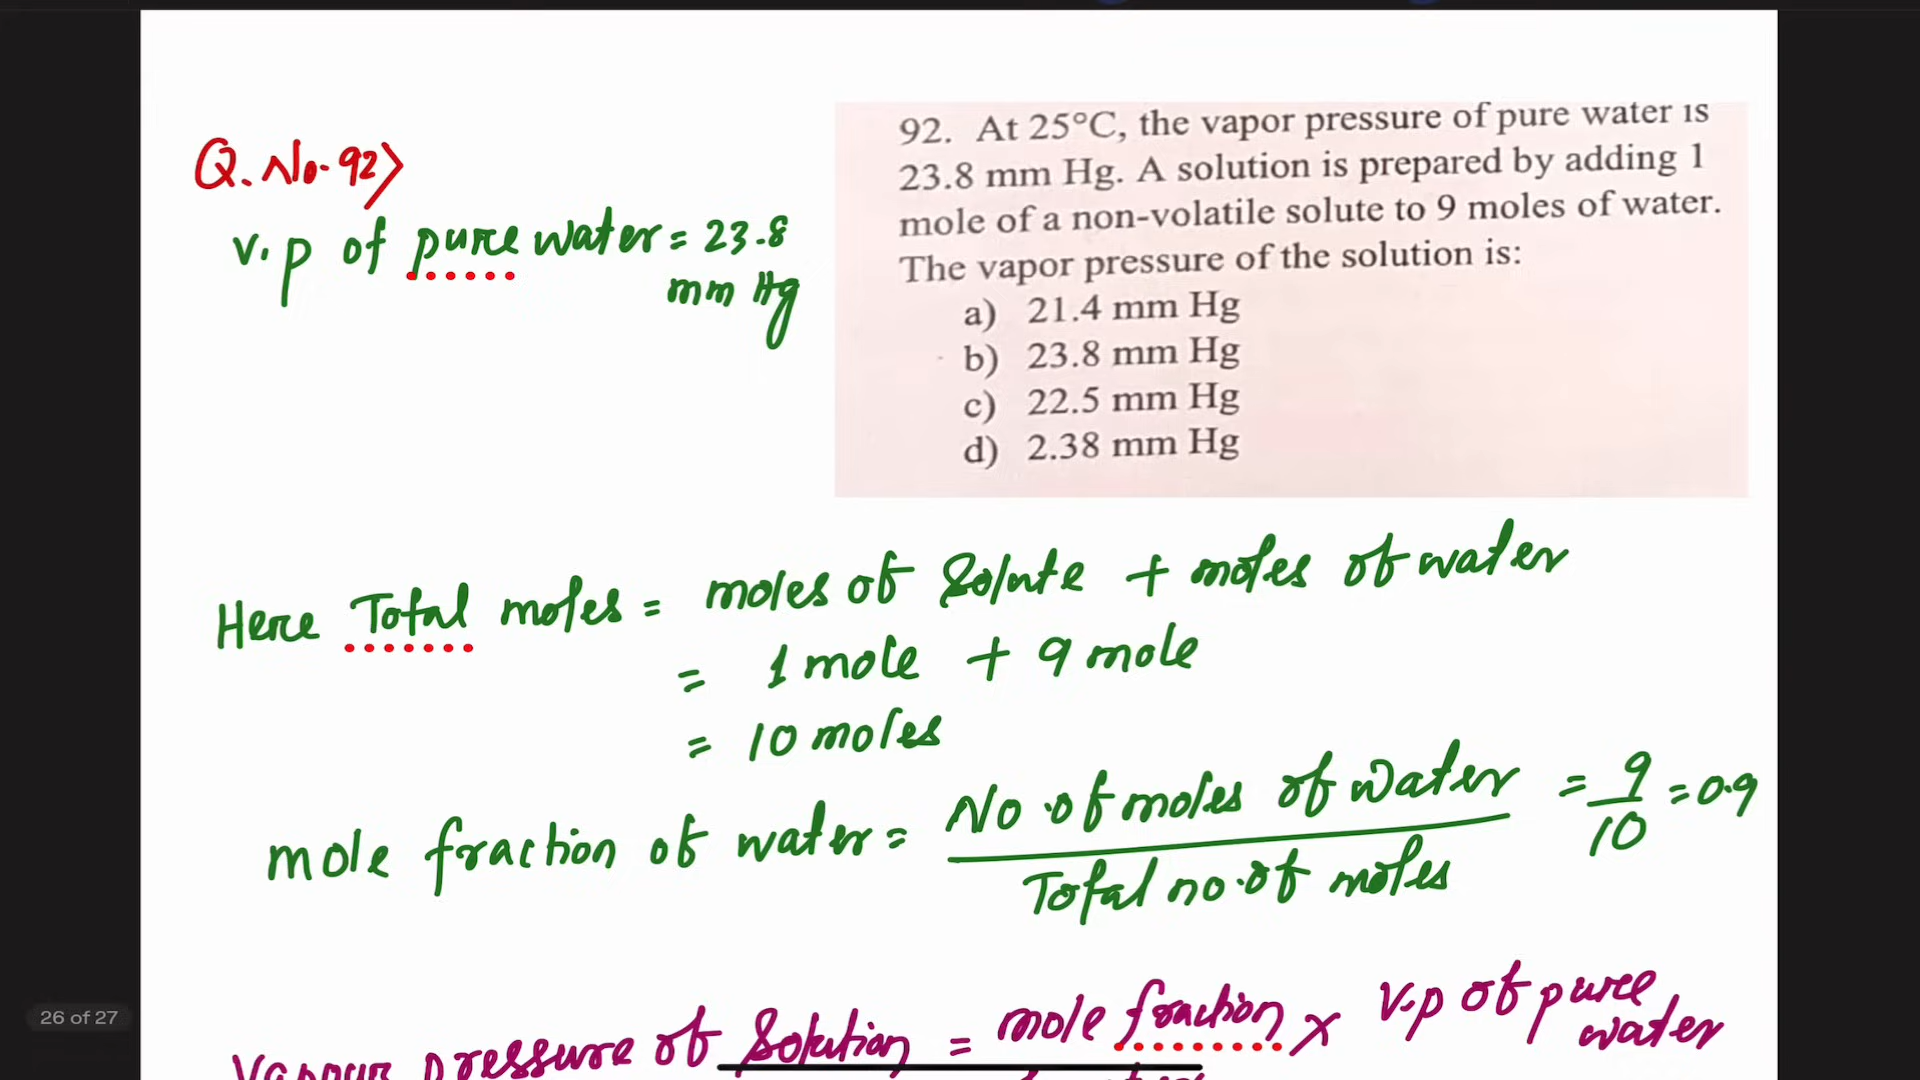 Q. No. 92>
v.p of pure water = 23.8
mm Hg
92. At 25°C, the vapor pressure of pure water is
23.8 mm Hg. A solution is prepared by adding 1
mole of a non-volatile solute to 9 moles of water.
The vapor pressure of the solution is:
a) 21.4 mm Hg
b) 23.8 mm Hg
c) 22.5 mm Hg
d) 2.38 mm Hg
Here Total moles = moles of Solute + moles of water
= 1 mole + 9 mole
= 10 moles
mole fraction of water = No. of moles of water / Total no. of moles = 9/10 = 0.9
Vapour pressure of Solution = mole fraction × v.p of pure
water
26 of 27